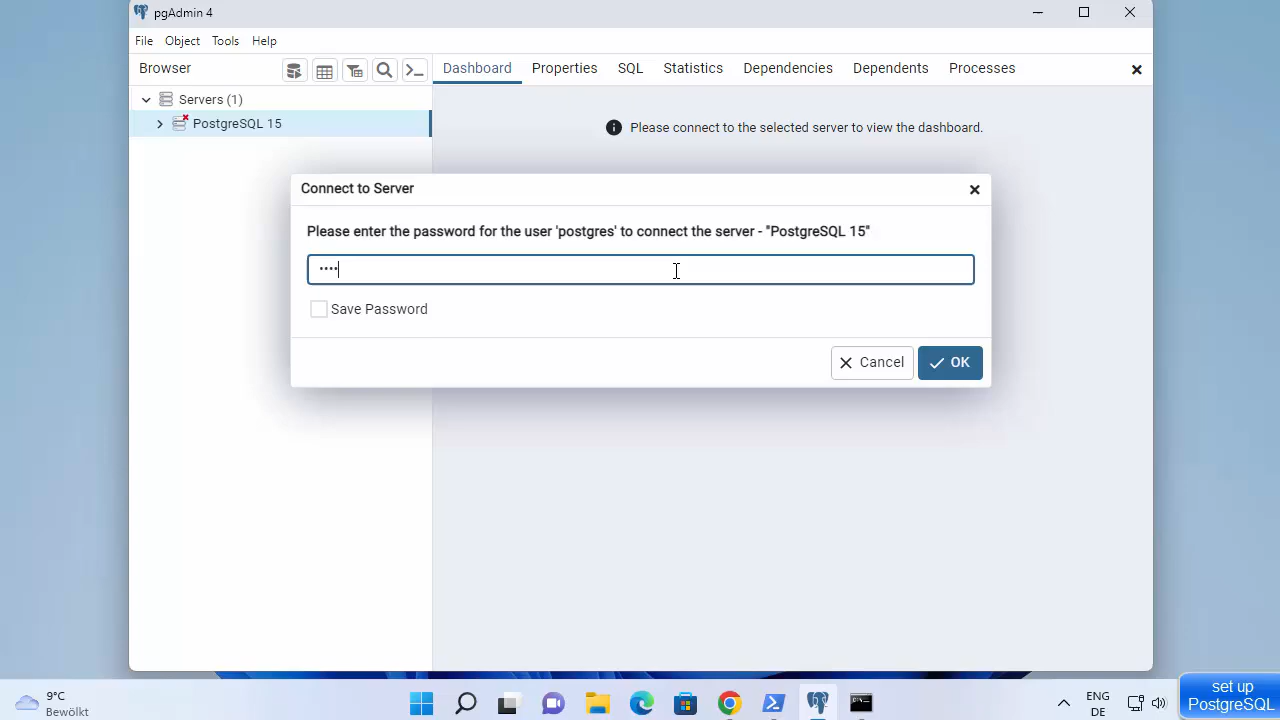 pgAdmin 4
File Object Tools Help
Browser
Dashboard Properties SQL Statistics Dependencies Dependents Processes
Servers (1)
PostgreSQL 15
Please connect to the selected server to view the dashboard.
Connect to Server
Please enter the password for the user 'postgres' to connect the server - "PostgreSQL 15"
••••
Save Password
Cancel OK
9°C
Bewölkt
ENG
DE
set up
PostgreSQL